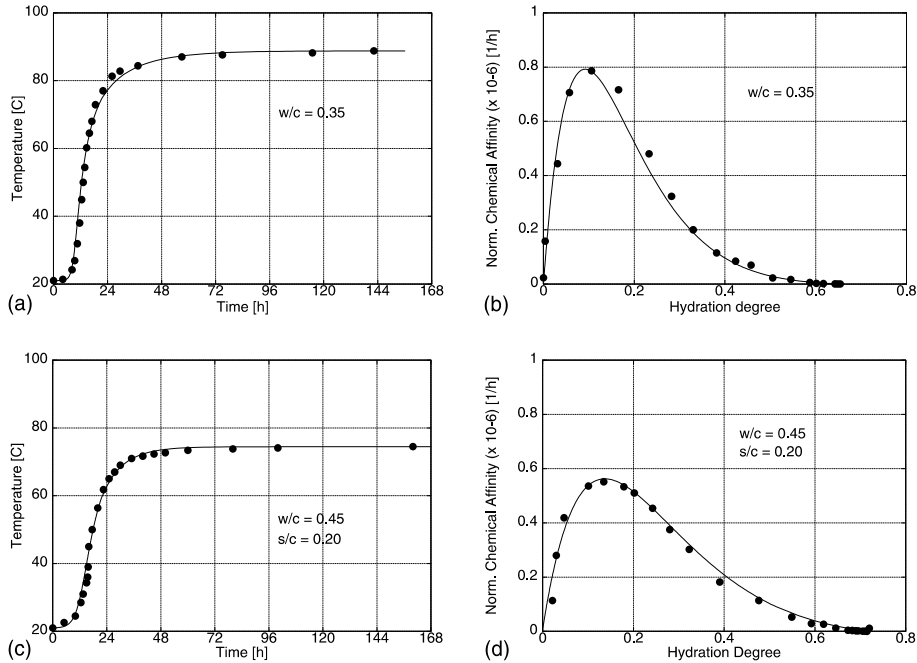 100
80
60
40
20
0 24 48 72 96 120 144 168
Temperature [C]
Time [h]
w/c = 0.35
(a)
1
0.8
0.6
0.4
0.2
0
0 0.2 0.4 0.6 0.8
Norm. Chemical Affinity (x 10-6) [1/h]
Hydration degree
w/c = 0.35
(b)
100
80
60
40
20
0 24 48 72 96 120 144 168
Temperature [C]
Time [h]
w/c = 0.45
s/c = 0.20
(c)
1
0.8
0.6
0.4
0.2
0
0 0.2 0.4 0.6 0.8
Norm. Chemical Affinity (x 10-6) [1/h]
Hydration Degree
w/c = 0.45
s/c = 0.20
(d)